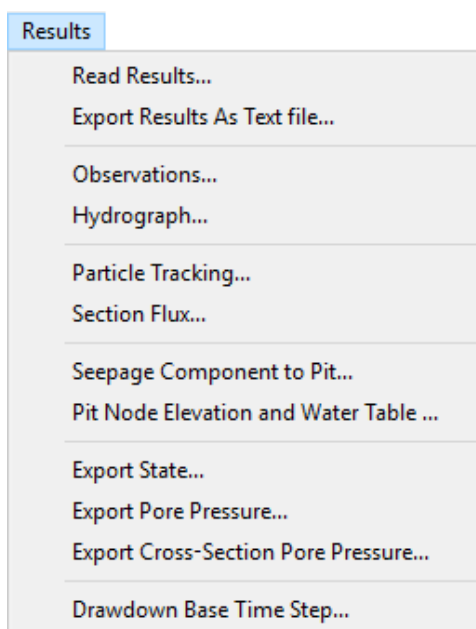 Results
Read Results...
Export Results As Text file...
Observations...
Hydrograph...
Particle Tracking...
Section Flux...
Seepage Component to Pit...
Pit Node Elevation and Water Table ...
Export State...
Export Pore Pressure...
Export Cross-Section Pore Pressure...
Drawdown Base Time Step...